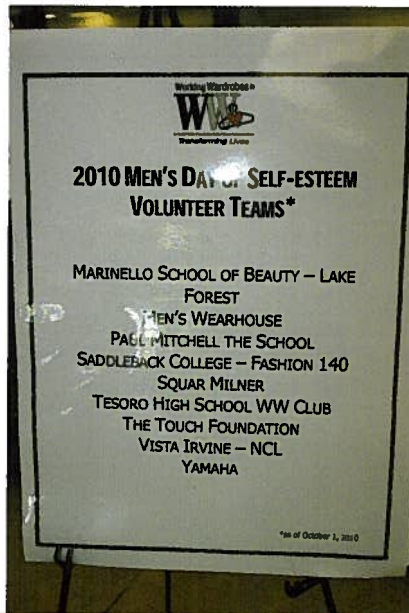 Working Wardrobes
WW
Transforming Lives
2010 MEN'S DAY OF SELF-ESTEEM
VOLUNTEER TEAMS*
MARINELLO SCHOOL OF BEAUTY – LAKE
FOREST
MEN'S WEARHOUSE
PAUL MITCHELL THE SCHOOL
SADDLEBACK COLLEGE – FASHION 140
SQUAR MILNER
TESORO HIGH SCHOOL WW CLUB
THE TOUCH FOUNDATION
VISTA IRVINE – NCL
YAMAHA
*as of October 1, 2010